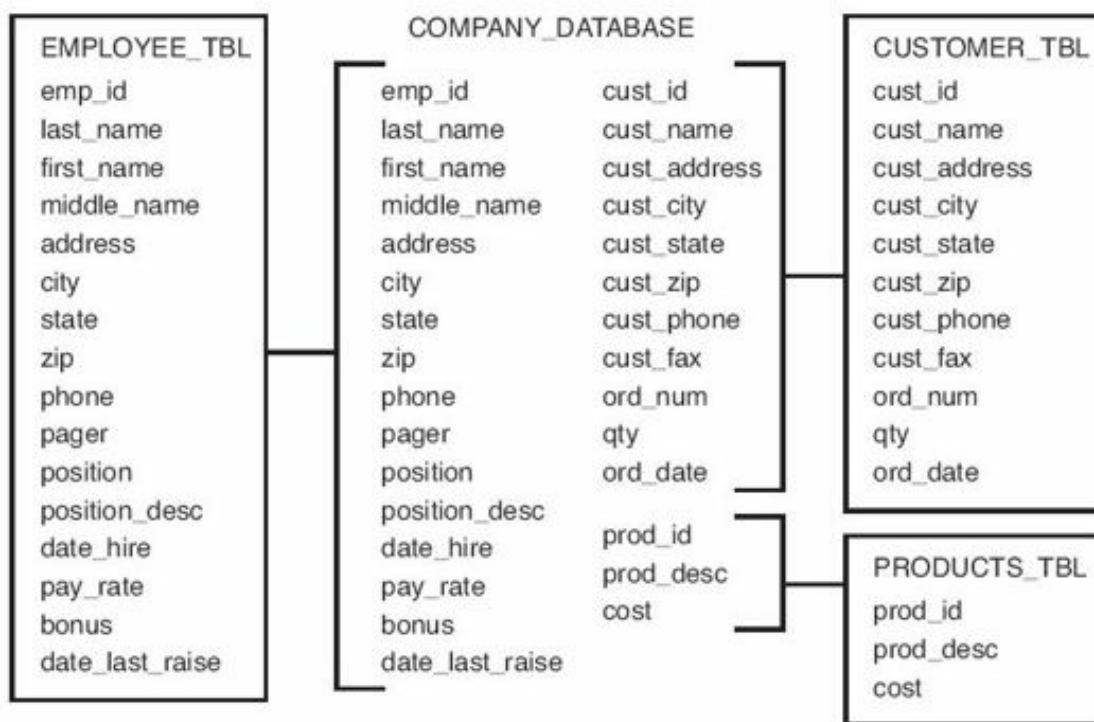 EMPLOYEE_TBL
emp_id
last_name
first_name
middle_name
address
city
state
zip
phone
pager
position
position_desc
date_hire
pay_rate
bonus
date_last_raise
COMPANY_DATABASE
emp_id
last_name
first_name
middle_name
address
city
state
zip
phone
pager
position
position_desc
date_hire
pay_rate
bonus
date_last_raise
cust_id
cust_name
cust_address
cust_city
cust_state
cust_zip
cust_phone
cust_fax
ord_num
qty
ord_date
prod_id
prod_desc
cost
CUSTOMER_TBL
cust_id
cust_name
cust_address
cust_city
cust_state
cust_zip
cust_phone
cust_fax
ord_num
qty
ord_date
PRODUCTS_TBL
prod_id
prod_desc
cost